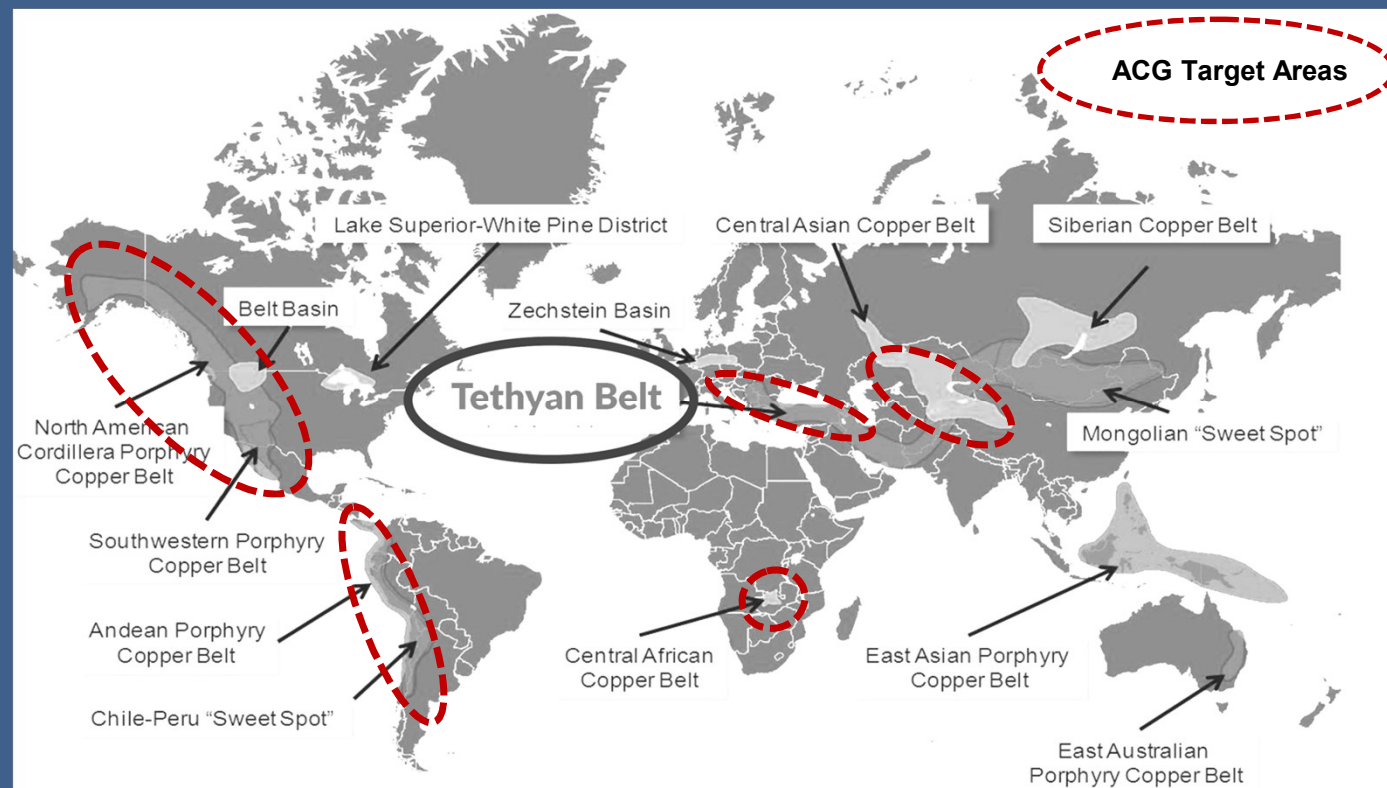 ACG Target Areas
Lake Superior-White Pine District
Central Asian Copper Belt
Siberian Copper Belt
Belt Basin
Zechstein Basin
Tethyan Belt
North American
Cordillera Porphyry
Copper Belt
Mongolian “Sweet Spot”
Southwestern Porphyry
Copper Belt
Andean Porphyry
Copper Belt
Central African
Copper Belt
East Asian Porphyry
Copper Belt
Chile-Peru “Sweet Spot”
East Australian
Porphyry Copper Belt